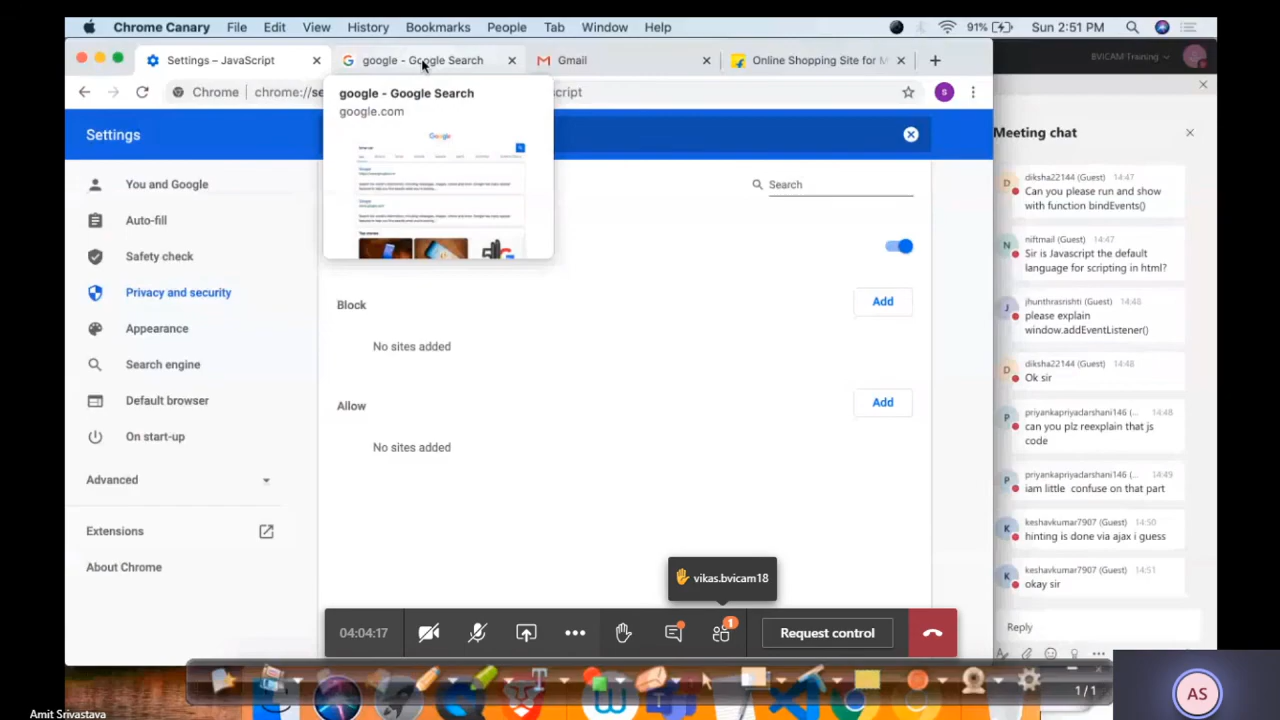 Chrome Canary File Edit View History Bookmarks People Tab Window Help 91% Sun 2:51 PM
Settings – JavaScript google - Google Search Gmail Online Shopping Site for M
BVICAM Training
Chrome chrome://se script S
google - Google Search
google.com
Google
Settings
You and Google
Auto-fill
Safety check
Privacy and security
Appearance
Search engine
Default browser
On start-up
Advanced
Extensions
About Chrome
Search
Block Add
No sites added
Allow Add
No sites added
Meeting chat
D diksha22144 (Guest) 14:47
Can you please run and show
with function bindEvents()
N niftmail (Guest) 14:47
Sir is Javascript the default
language for scripting in html?
J jhunthrasrishti (Guest) 14:48
please explain
window.addEventListener()
D diksha22144 (Guest) 14:48
Ok sir
P priyankapriyadarshani146 (... 14:48
can you plz reexplain that js
code
P priyankapriyadarshani146 (... 14:49
iam little confuse on that part
K keshavkumar7907 (Guest) 14:50
hinting is done via ajax i guess
K keshavkumar7907 (Guest) 14:51
okay sir
Reply
vikas.bvicam18
04:04:17 1 Request control
1/1
AS
Amit Srivastava